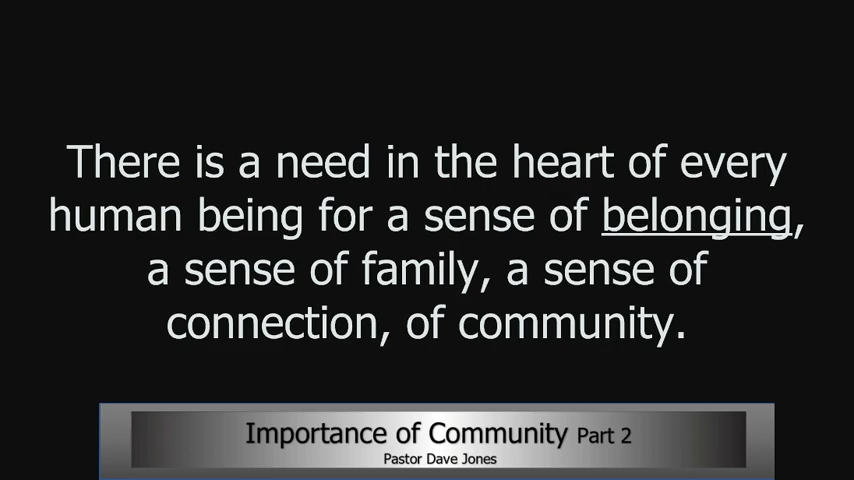 There is a need in the heart of every
human being for a sense of belonging,
a sense of family, a sense of
connection, of community.
Importance of Community Part 2
Pastor Dave Jones